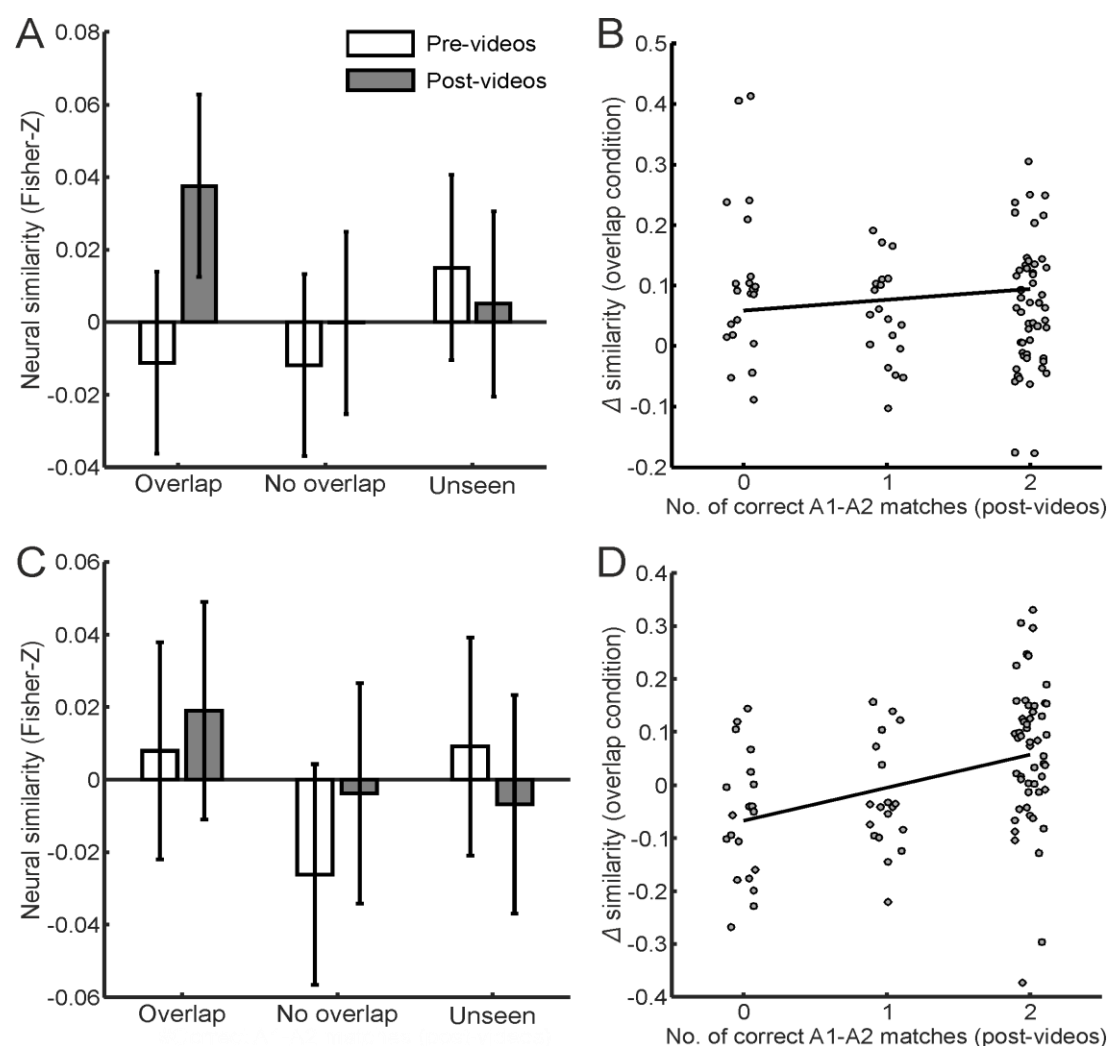 A
Neural similarity (Fisher-Z)
0.08
0.06
0.04
0.02
0
-0.02
-0.04
Pre-videos
Post-videos
Overlap
No overlap
Unseen
B
Δ similarity (overlap condition)
0.5
0.4
0.3
0.2
0.1
0
-0.1
-0.2
0
1
2
No. of correct A1-A2 matches (post-videos)
C
Neural similarity (Fisher-Z)
0.06
0.04
0.02
0
-0.02
-0.04
-0.06
Overlap
No overlap
Unseen
D
Δ similarity (overlap condition)
0.4
0.3
0.2
0.1
0
-0.1
-0.2
-0.3
-0.4
0
1
2
No. of correct A1-A2 matches (post-videos)